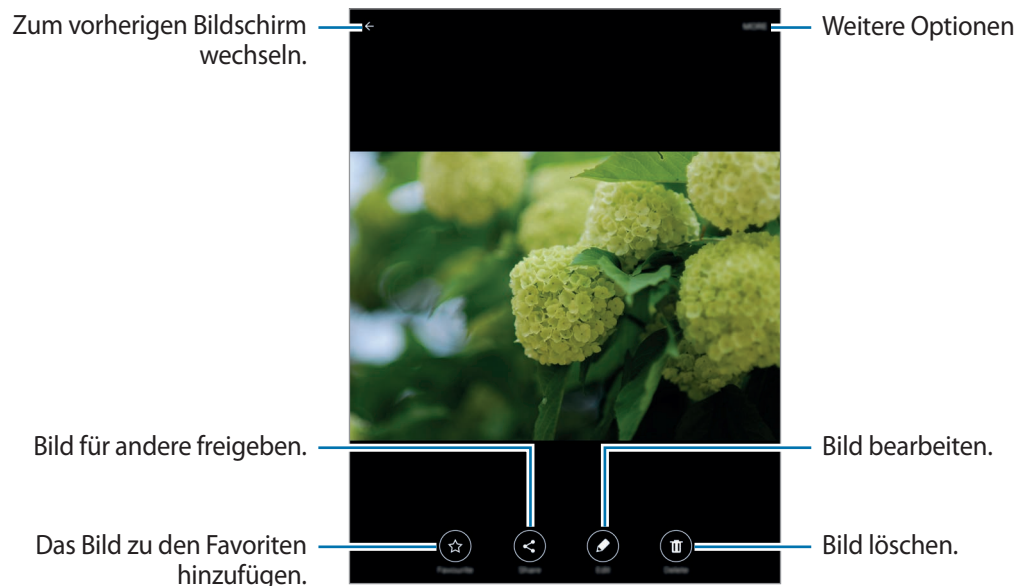 Zum vorherigen Bildschirm
wechseln.
MORE
Weitere Optionen
Bild für andere freigeben.
Bild bearbeiten.
Das Bild zu den Favoriten
hinzufügen.
Favourite
Share
Edit
Delete
Bild löschen.